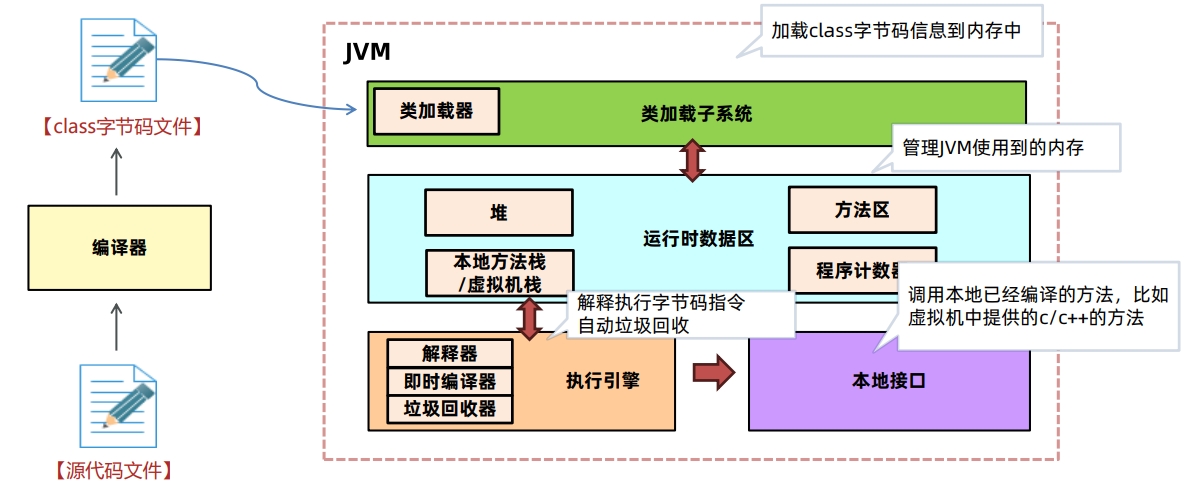 加载class字节码信息到内存中
JVM
类加载器
类加载子系统
【class字节码文件】
管理JVM使用到的内存
堆
方法区
编译器
运行时数据区
本地方法栈
/虚拟机栈
程序计数器
解释执行字节码指令
自动垃圾回收
调用本地已经编译的方法，比如
虚拟机中提供的c/c++的方法
解释器
即时编译器
垃圾回收器
执行引擎
本地接口
【源代码文件】